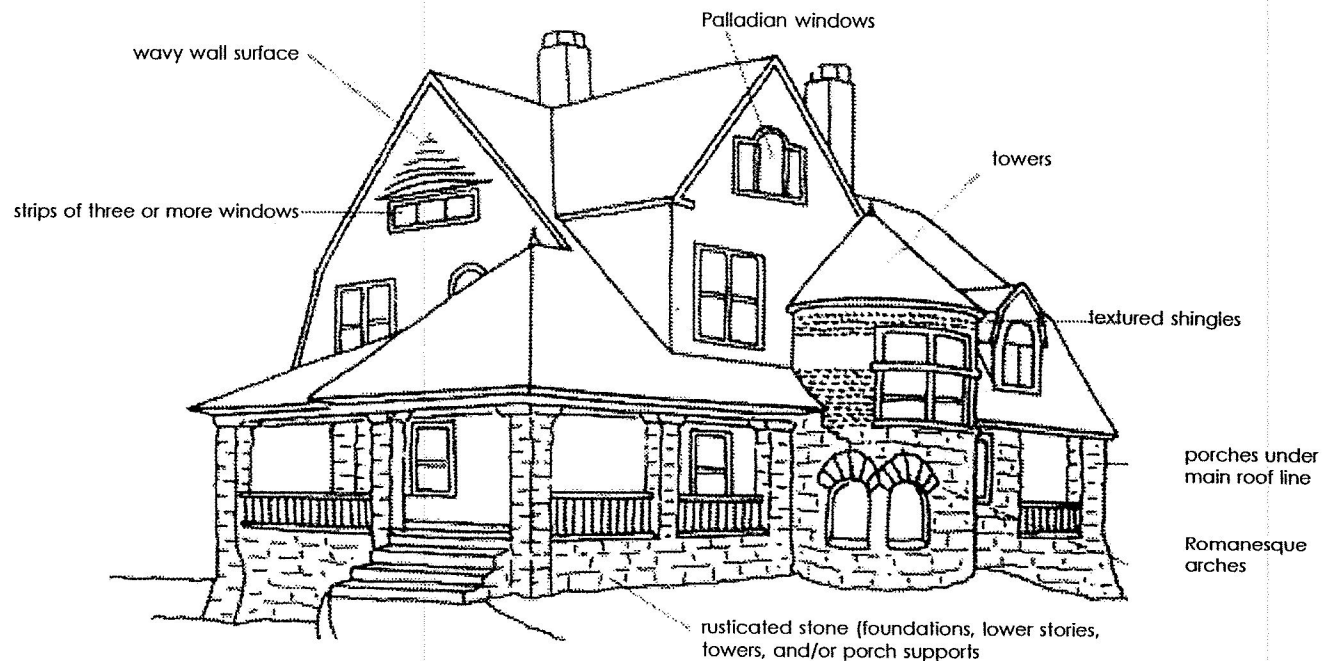 Palladian windows
wavy wall surface
towers
strips of three or more windows
textured shingles
porches under
main roof line
Romanesque
arches
rusticated stone (foundations, lower stories,
towers, and/or porch supports